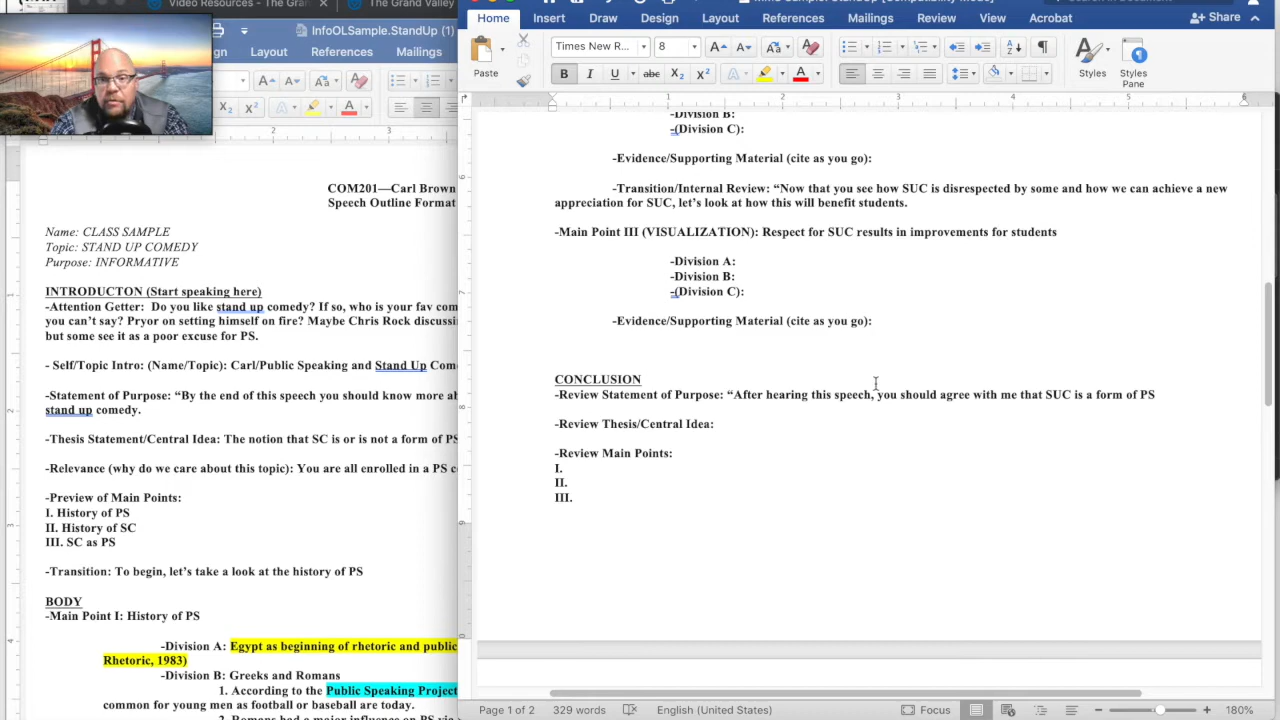 Video Resources - The Gran
The Grand Valley
InfoOLSample.StandUp (1)
Design
Layout
References
COM201—Carl Brown
Speech Outline Format
Name: CLASS SAMPLE
Topic: STAND UP COMEDY
Purpose: INFORMATIVE
INTRODUCTON (Start speaking here)
-Attention Getter: Do you like stand up comedy? If so, who is your fav com
you can't say? Pryor on setting himself on fire? Maybe Chris Rock discussi
but some see it as a poor excuse for PS.
- Self/Topic Intro: (Name/Topic): Carl/Public Speaking and Stand Up Com
-Statement of Purpose: “By the end of this speech you should know more ab
stand up comedy.
-Thesis Statement/Central Idea: The notion that SC is or is not a form of PS
-Relevance (why do we care about this topic): You are all enrolled in a PS c
-Preview of Main Points:
I. History of PS
II. History of SC
III. SC as PS
-Transition: To begin, let’s take a look at the history of PS
BODY
-Main Point I: History of PS
-Division A: Egypt as beginning of rhetoric and public
Rhetoric, 1983)
-Division B: Greeks and Romans
1. According to the Public Speaking Project
common for young men as football or baseball are today.
2. Romans had a major influence on PS via
Home Insert Draw Design Layout References Mailings Review View Acrobat Share
Paste
Times New R... 8
Styles
Styles Pane
-Division B:
-(Division C):
-Evidence/Supporting Material (cite as you go):
-Transition/Internal Review: “Now that you see how SUC is disrespected by some and how we can achieve a new
appreciation for SUC, let’s look at how this will benefit students.
-Main Point III (VISUALIZATION): Respect for SUC results in improvements for students
-Division A:
-Division B:
-(Division C):
-Evidence/Supporting Material (cite as you go):
CONCLUSION
-Review Statement of Purpose: “After hearing this speech, you should agree with me that SUC is a form of PS
-Review Thesis/Central Idea:
-Review Main Points:
I.
II.
III.
Page 1 of 2 329 words English (United States) Focus 180%